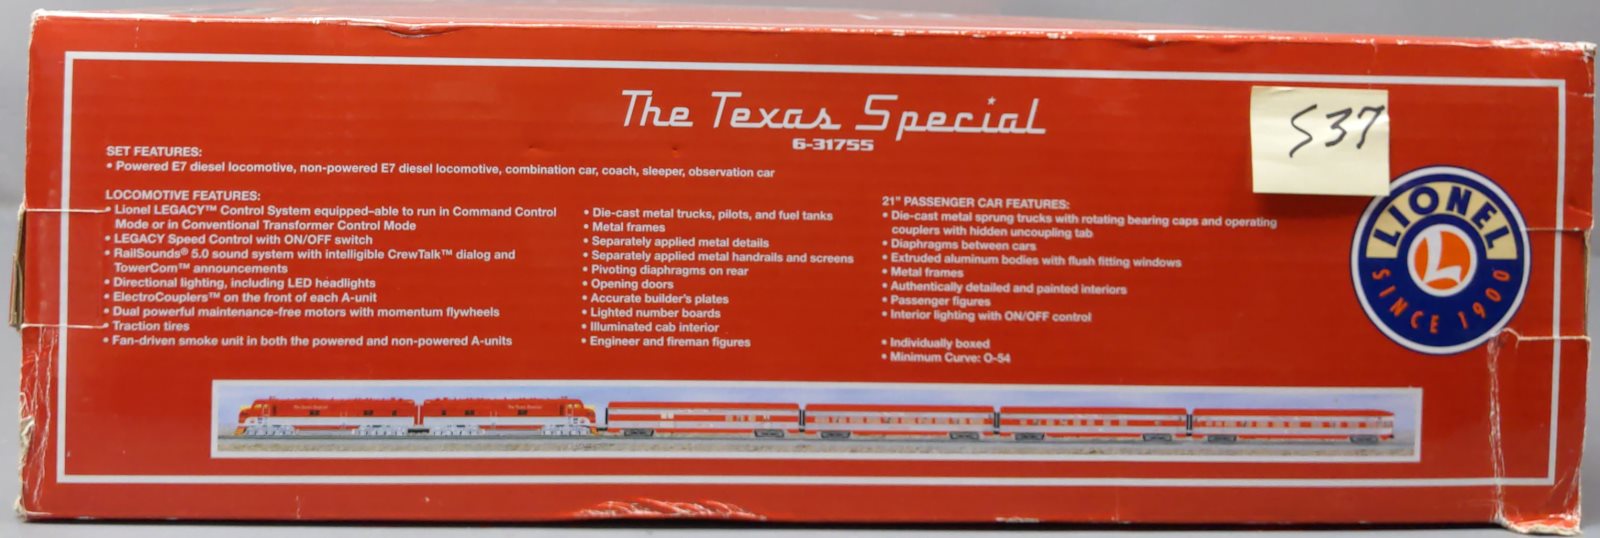 The Texas Special
6-31755
S37
SET FEATURES:
• Powered E7 diesel locomotive, non-powered E7 diesel locomotive, combination car, coach, sleeper, observation car
LOCOMOTIVE FEATURES:
• Lionel LEGACY™ Control System equipped–able to run in Command Control
Mode or in Conventional Transformer Control Mode
• LEGACY Speed Control with ON/OFF switch
• RailSounds® 5.0 sound system with intelligible CrewTalk™ dialog and
TowerCom™ announcements
• Directional lighting, including LED headlights
• ElectroCouplers™ on the front of each A-unit
• Dual powerful maintenance-free motors with momentum flywheels
• Traction tires
• Fan-driven smoke unit in both the powered and non-powered A-units
• Die-cast metal trucks, pilots, and fuel tanks
• Metal frames
• Separately applied metal details
• Separately applied metal handrails and screens
• Pivoting diaphragms on rear
• Opening doors
• Accurate builder's plates
• Lighted number boards
• Illuminated cab interior
• Engineer and fireman figures
21" PASSENGER CAR FEATURES:
• Die-cast metal sprung trucks with rotating bearing caps and operating
couplers with hidden uncoupling tab
• Diaphragms between cars
• Extruded aluminum bodies with flush fitting windows
• Metal frames
• Authentically detailed and painted interiors
• Passenger figures
• Interior lighting with ON/OFF control
• Individually boxed
• Minimum Curve: O-54
LIONEL
L
SINCE 1900
The Texas Special
The Texas Special